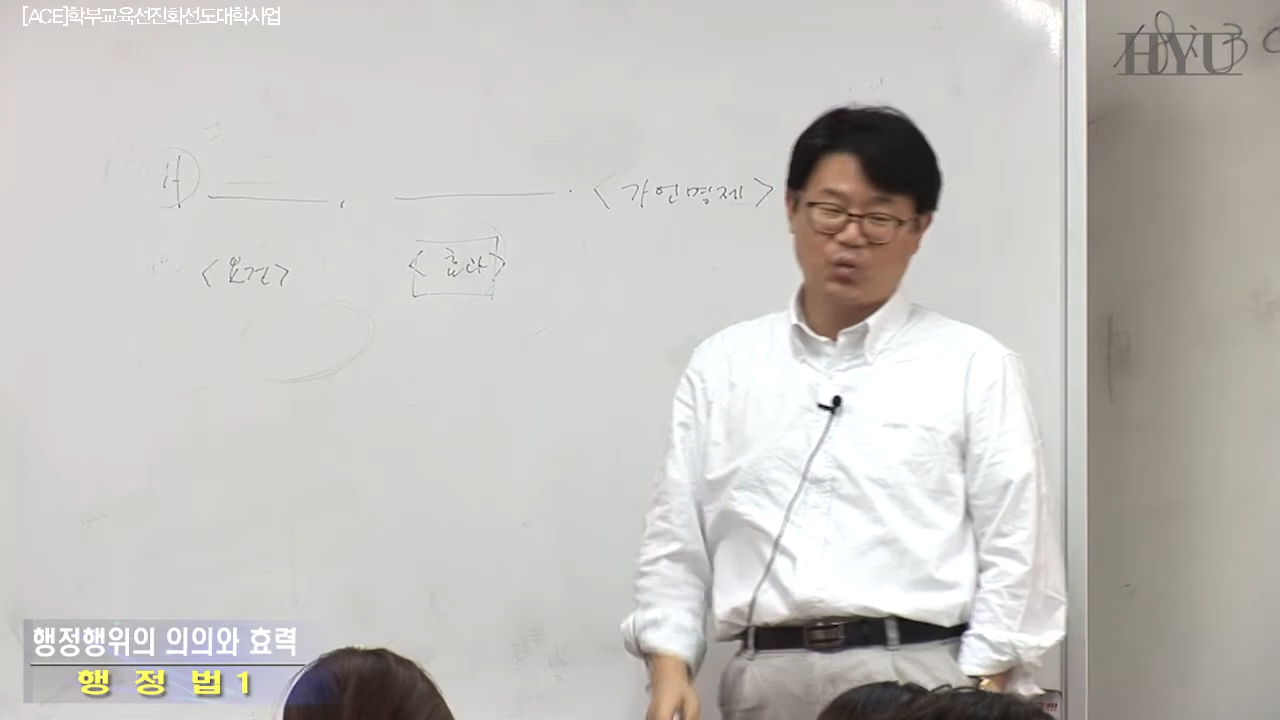 [ACE]학부교육선진화선도대학사업
HYU
if
<가언명제>
<요건>
<효과>
행정행위의 의의와 효력
행정법1